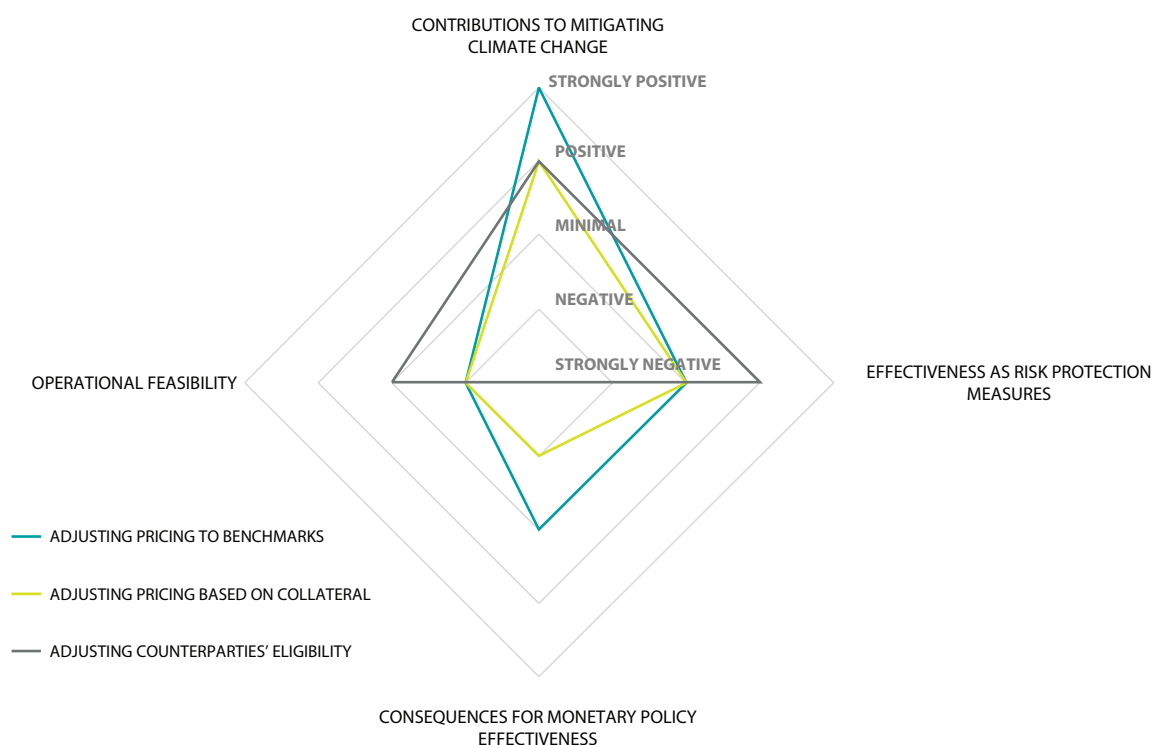 CONTRIBUTIONS TO MITIGATING
CLIMATE CHANGE
STRONGLY POSITIVE
POSITIVE
MINIMAL
NEGATIVE
STRONGLY NEGATIVE
OPERATIONAL FEASIBILITY
EFFECTIVENESS AS RISK PROTECTION
MEASURES
ADJUSTING PRICING TO BENCHMARKS
ADJUSTING PRICING BASED ON COLLATERAL
ADJUSTING COUNTERPARTIES’ ELIGIBILITY
CONSEQUENCES FOR MONETARY POLICY
EFFECTIVENESS